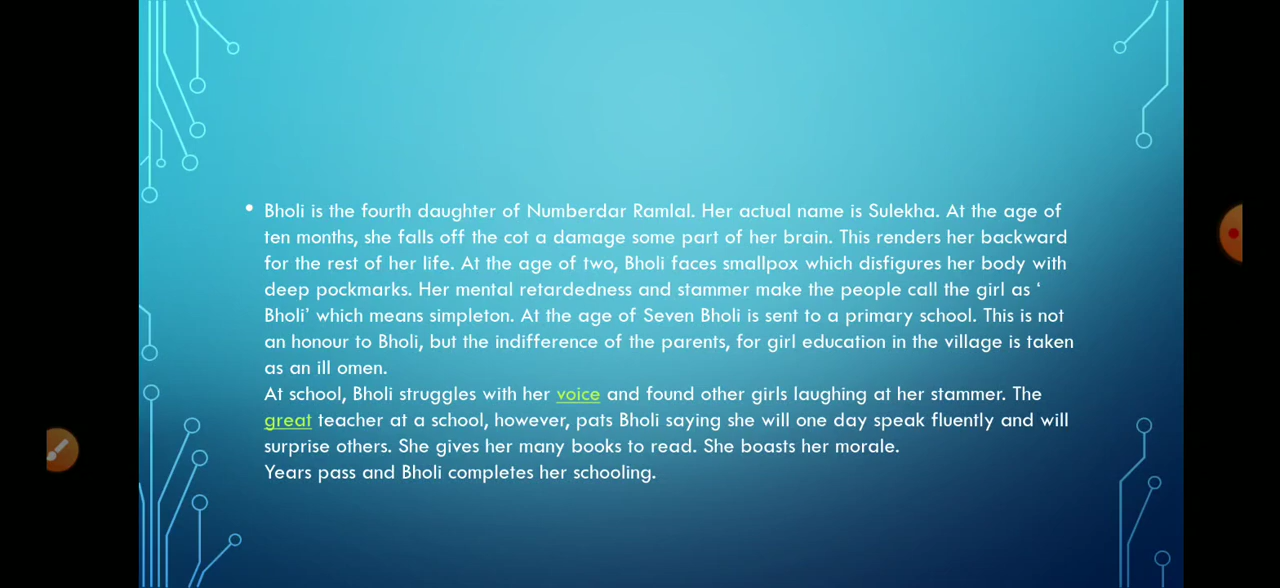 • Bholi is the fourth daughter of Numberdar Ramlal. Her actual name is Sulekha. At the age of
ten months, she falls off the cot a damage some part of her brain. This renders her backward
for the rest of her life. At the age of two, Bholi faces smallpox which disfigures her body with
deep pockmarks. Her mental retardedness and stammer make the people call the girl as ‘
Bholi’ which means simpleton. At the age of Seven Bholi is sent to a primary school. This is not
an honour to Bholi, but the indifference of the parents, for girl education in the village is taken
as an ill omen.
At school, Bholi struggles with her voice and found other girls laughing at her stammer. The
great teacher at a school, however, pats Bholi saying she will one day speak fluently and will
surprise others. She gives her many books to read. She boasts her morale.
Years pass and Bholi completes her schooling.